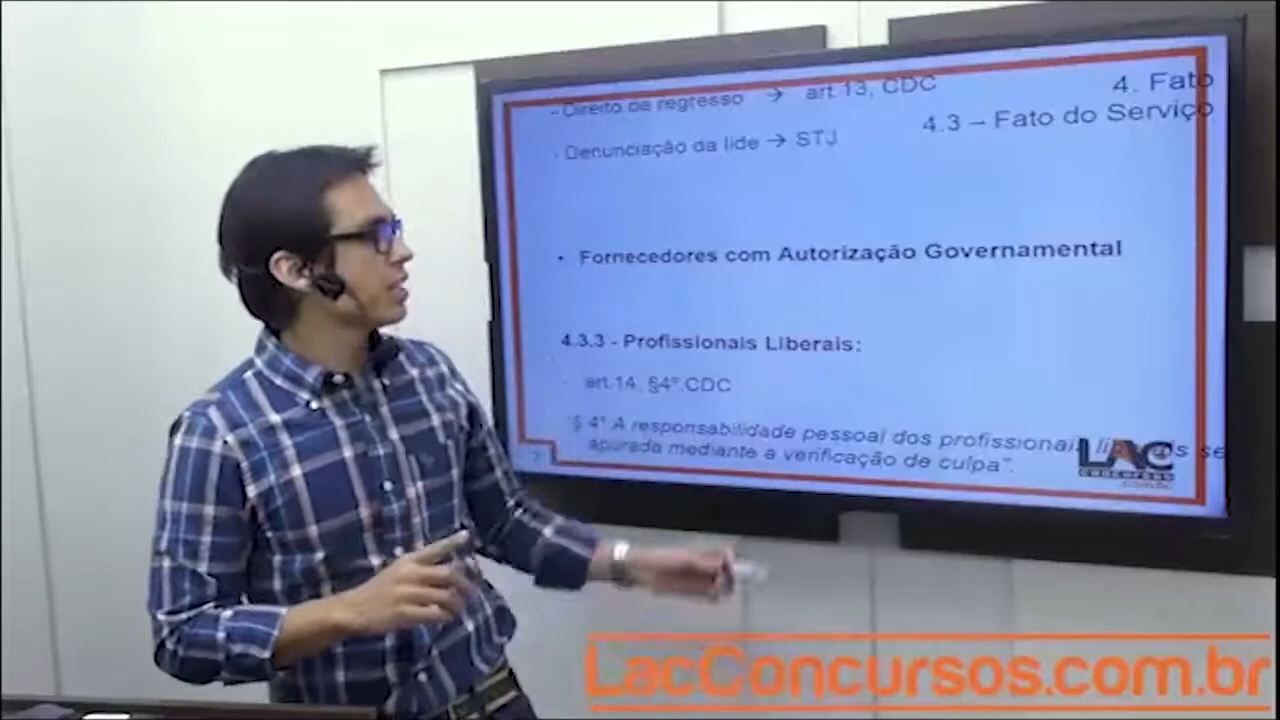 4. Fato
- Direito de regresso → art 13, CDC
4.3 – Fato do Serviço
- Denunciação da lide → STJ
• Fornecedores com Autorização Governamental
4.3.3 - Profissionais Liberais:
- art.14, §4º,CDC
"§ 4° A responsabilidade pessoal dos profissionais
apurada mediante a verificação de culpa".
LAC
CONCURSOS
LacConcursos.com.br